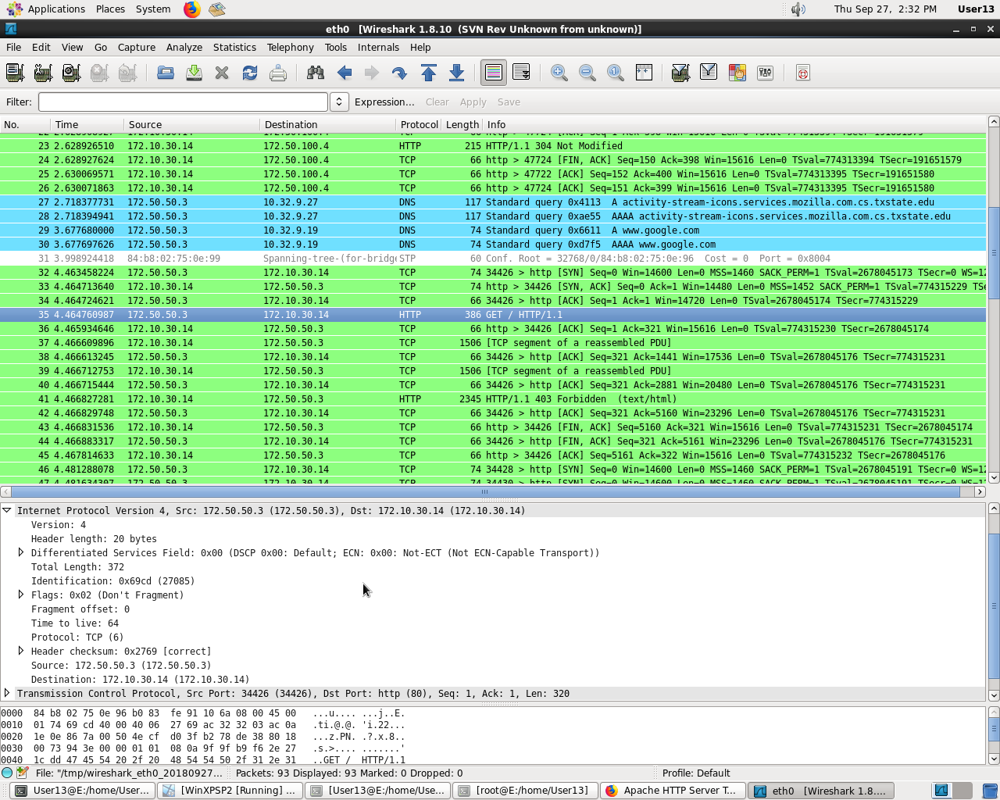 Applications Places System Thu Sep 27, 2:32 PM User13
eth0 [Wireshark 1.8.10 (SVN Rev Unknown from unknown)]
File Edit View Go Capture Analyze Statistics Telephony Tools Internals Help
Filter: Expression... Clear Apply Save
No. Time Source Destination Protocol Length Info
23 2.628926510 172.10.30.14 172.50.100.4 HTTP 215 HTTP/1.1 304 Not Modified
24 2.628927624 172.10.30.14 172.50.100.4 TCP 66 http > 47724 [FIN, ACK] Seq=150 Ack=398 Win=15616 Len=0 TSval=774313394 TSecr=191651579
25 2.630069571 172.10.30.14 172.50.100.4 TCP 66 http > 47722 [ACK] Seq=152 Ack=400 Win=15616 Len=0 TSval=774313395 TSecr=191651580
26 2.630071863 172.10.30.14 172.50.100.4 TCP 66 http > 47724 [ACK] Seq=151 Ack=399 Win=15616 Len=0 TSval=774313395 TSecr=191651580
27 2.718377731 172.50.50.3 10.32.9.27 DNS 117 Standard query 0x4113 A activity-stream-icons.services.mozilla.com.cs.txstate.edu
28 2.718394941 172.50.50.3 10.32.9.27 DNS 117 Standard query 0xae55 AAAA activity-stream-icons.services.mozilla.com.cs.txstate.edu
29 3.677680000 172.50.50.3 10.32.9.19 DNS 74 Standard query 0x6611 A www.google.com
30 3.677697626 172.50.50.3 10.32.9.19 DNS 74 Standard query 0xd7f5 AAAA www.google.com
31 3.998924418 84:b8:02:75:0e:99 Spanning-tree-(for-bridge STP 60 Conf. Root = 32768/0/84:b8:02:75:0e:96 Cost = 0 Port = 0x8004
32 4.463458224 172.50.50.3 172.10.30.14 TCP 74 34426 > http [SYN] Seq=0 Win=14600 Len=0 MSS=1460 SACK_PERM=1 TSval=2678045173 TSecr=0 WS=12
33 4.464713640 172.50.50.3 172.10.30.14 TCP 74 http > 34426 [SYN, ACK] Seq=0 Ack=1 Win=14480 Len=0 MSS=1452 SACK_PERM=1 TSval=774315229 TSe
34 4.464724621 172.50.50.3 172.10.30.14 TCP 66 34426 > http [ACK] Seq=1 Ack=1 Win=14720 Len=0 TSval=2678045174 TSecr=774315229
35 4.464760987 172.50.50.3 172.10.30.14 HTTP 386 GET / HTTP/1.1
36 4.465934646 172.10.30.14 172.50.50.3 TCP 66 http > 34426 [ACK] Seq=1 Ack=321 Win=15616 Len=0 TSval=774315230 TSecr=2678045174
37 4.466609896 172.10.30.14 172.50.50.3 TCP 1506 [TCP segment of a reassembled PDU]
38 4.466613245 172.50.50.3 172.10.30.14 TCP 66 34426 > http [ACK] Seq=321 Ack=1441 Win=17536 Len=0 TSval=2678045176 TSecr=774315231
39 4.466712753 172.10.30.14 172.50.50.3 TCP 1506 [TCP segment of a reassembled PDU]
40 4.466715444 172.50.50.3 172.10.30.14 TCP 66 34426 > http [ACK] Seq=321 Ack=2881 Win=20480 Len=0 TSval=2678045176 TSecr=774315231
41 4.466827281 172.10.30.14 172.50.50.3 HTTP 2345 HTTP/1.1 403 Forbidden (text/html)
42 4.466829748 172.50.50.3 172.10.30.14 TCP 66 34426 > http [ACK] Seq=321 Ack=5160 Win=23296 Len=0 TSval=2678045176 TSecr=774315231
43 4.466831536 172.10.30.14 172.50.50.3 TCP 66 http > 34426 [FIN, ACK] Seq=5160 Ack=321 Win=15616 Len=0 TSval=774315231 TSecr=2678045174
44 4.466883317 172.50.50.3 172.10.30.14 TCP 66 34426 > http [FIN, ACK] Seq=321 Ack=5161 Win=23296 Len=0 TSval=2678045176 TSecr=774315231
45 4.467814633 172.10.30.14 172.50.50.3 TCP 66 http > 34426 [ACK] Seq=5161 Ack=322 Win=15616 Len=0 TSval=774315232 TSecr=2678045176
46 4.481288078 172.50.50.3 172.10.30.14 TCP 74 34428 > http [SYN] Seq=0 Win=14600 Len=0 MSS=1460 SACK_PERM=1 TSval=2678045191 TSecr=0 WS=12
Internet Protocol Version 4, Src: 172.50.50.3 (172.50.50.3), Dst: 172.10.30.14 (172.10.30.14)
Version: 4
Header length: 20 bytes
Differentiated Services Field: 0x00 (DSCP 0x00: Default; ECN: 0x00: Not-ECT (Not ECN-Capable Transport))
Total Length: 372
Identification: 0x69cd (27085)
Flags: 0x02 (Don't Fragment)
Fragment offset: 0
Time to live: 64
Protocol: TCP (6)
Header checksum: 0x2769 [correct]
Source: 172.50.50.3 (172.50.50.3)
Destination: 172.10.30.14 (172.10.30.14)
Transmission Control Protocol, Src Port: 34426 (34426), Dst Port: http (80), Seq: 1, Ack: 1, Len: 320
0000 84 b8 02 75 0e 96 b0 83 fe 91 10 6a 08 00 45 00 ...u.... ...j..E.
0010 01 74 69 cd 40 00 40 06 27 69 ac 32 32 03 ac 0a .ti.@.@. 'i.22...
0020 1e 0e 86 7a 00 50 4e cf d0 3f b2 78 de 38 80 18 ...z.PN. .?.x.8..
0030 00 73 94 3e 00 00 01 01 08 0a 9f 9f b9 f6 2e 27 .s.>.... .......'
0040 1c dd 47 45 54 20 2f 20 48 54 54 50 2f 31 2e 31 ..GET / HTTP/1.1
File: "/tmp/wireshark_eth0_20180927... Packets: 93 Displayed: 93 Marked: 0 Dropped: 0 Profile: Default
User13@E:/home/User... [WinXPSP2 [Running] ... [User13@E:/home/Use... [root@E:/home/User13] Apache HTTP Server T... eth0 [Wireshark 1.8....